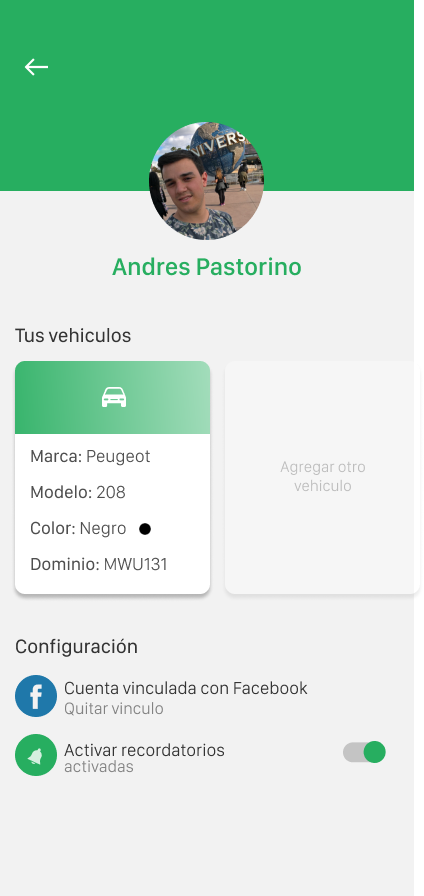 UNIVERS
Andres Pastorino
Tus vehiculos
Marca: Peugeot
Modelo: 208
Color: Negro
Dominio: MWU131
Agregar otro
vehiculo
Configuración
f
Cuenta vinculada con Facebook
Quitar vinculo
Activar recordatorios
activadas